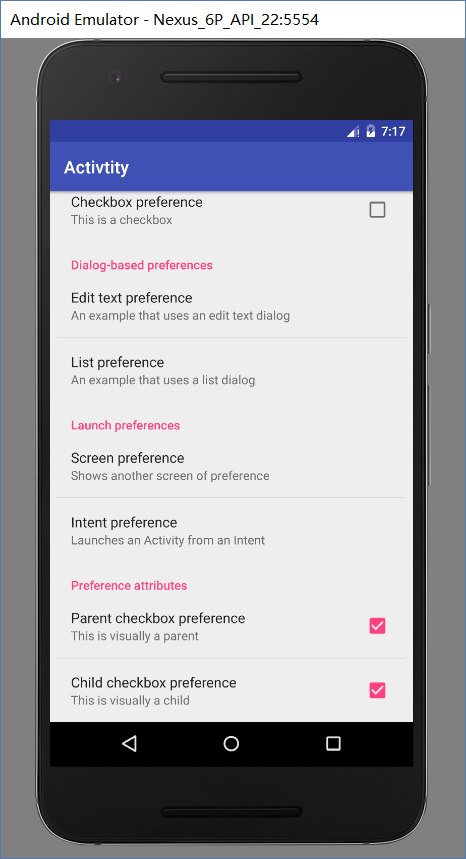 Android Emulator - Nexus_6P_API_22:5554
7:17
Activtity
Checkbox preference
This is a checkbox
Dialog-based preferences
Edit text preference
An example that uses an edit text dialog
List preference
An example that uses a list dialog
Launch preferences
Screen preference
Shows another screen of preference
Intent preference
Launches an Activity from an Intent
Preference attributes
Parent checkbox preference
This is visually a parent
Child checkbox preference
This is visually a child